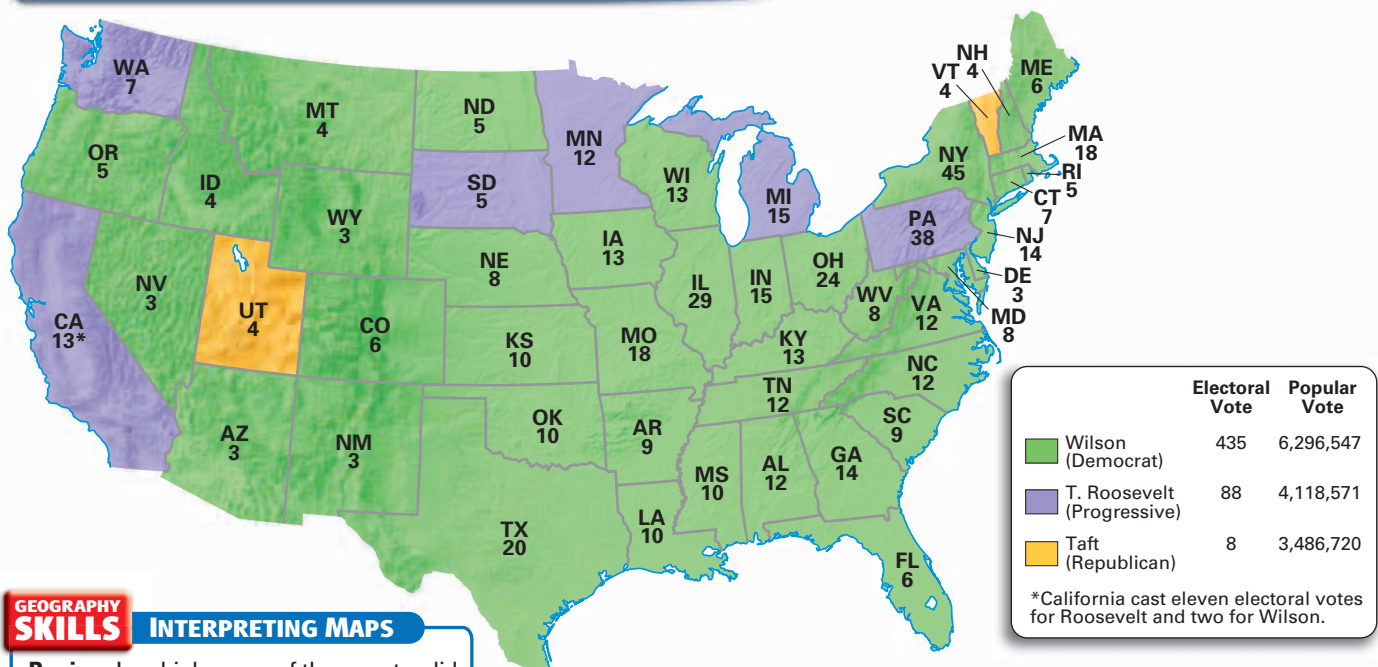 WA
7
OR
5
CA
13*
NV
3
ID
4
MT
4
WY
3
UT
4
AZ
3
CO
6
NM
3
ND
5
SD
5
NE
8
KS
10
OK
10
TX
20
MN
12
IA
13
MO
18
AR
9
LA
10
WI
13
IL
29
MI
15
IN
15
OH
24
KY
13
TN
12
MS
10
AL
12
GA
14
FL
6
SC
9
NC
12
VA
12
WV
8
PA
38
NY
45
VT
4
NH
4
ME
6
MA
18
RI
5
CT
7
NJ
14
DE
3
MD
8
Electoral Popular
Vote Vote
Wilson 435 6,296,547
(Democrat)
T. Roosevelt 88 4,118,571
(Progressive)
Taft 8 3,486,720
(Republican)
*California cast eleven electoral votes
for Roosevelt and two for Wilson.
GEOGRAPHY
SKILLS INTERPRETING MAPS